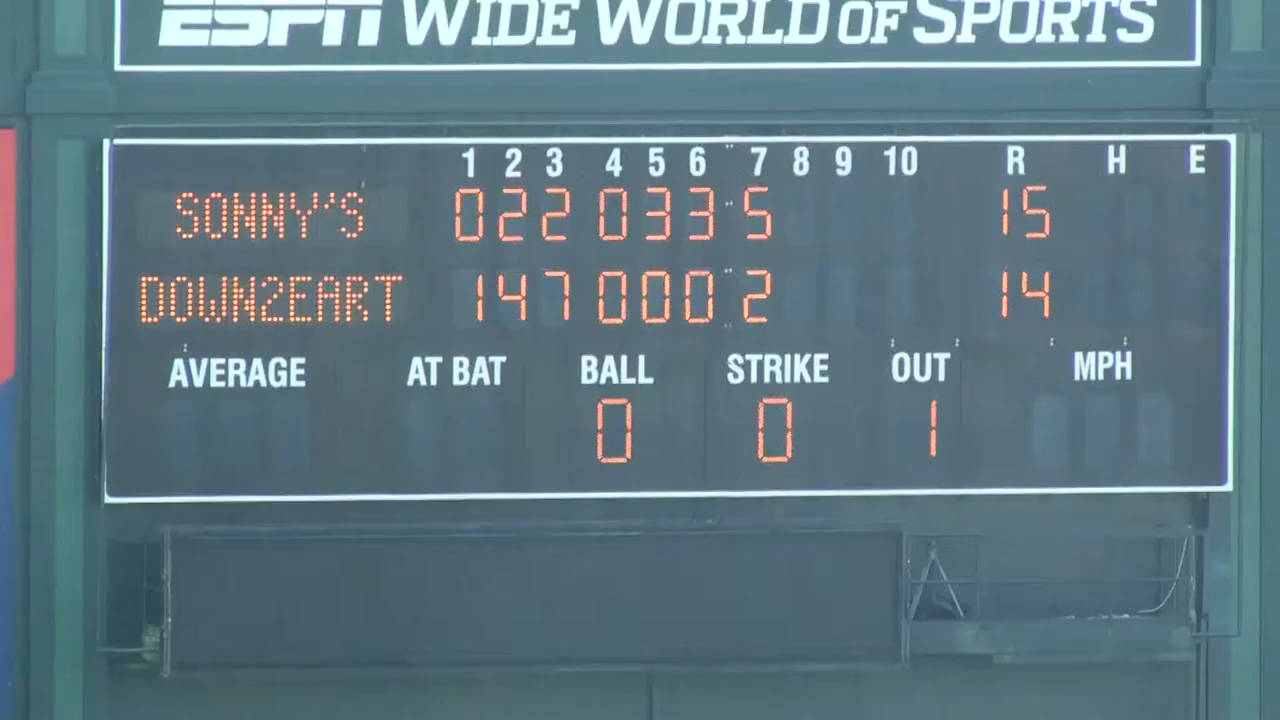 ESPN WIDE WORLD OF SPORTS
1 2 3 4 5 6 7 8 9 10 R H E
SONNY'S 0 2 2 0 3 3 5 15
DOWN2EART 1 4 7 0 0 0 2 14
AVERAGE AT BAT BALL STRIKE OUT MPH
0 0 1